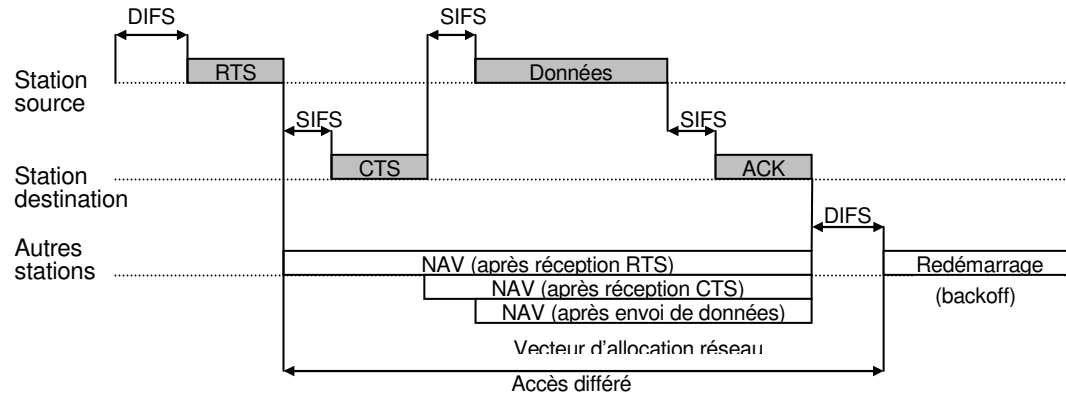 DIFS
SIFS
RTS
Données
Station
source
SIFS
SIFS
CTS
ACK
Station
destination
DIFS
Autres
stations
NAV (après réception RTS)
Redémarrage
NAV (après réception CTS)
(backoff)
NAV (après envoi de données)
Vecteur d’allocation réseau
Accès différé